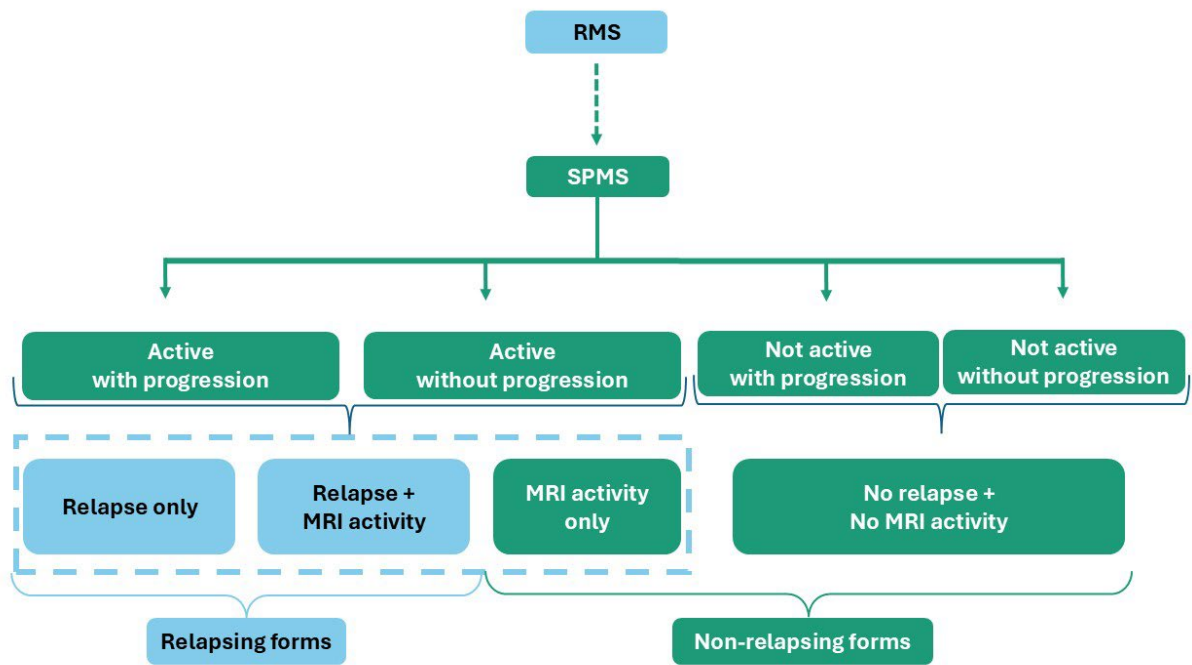 RMS
SPMS
Active
with progression
Active
without progression
Not active
with progression
Not active
without progression
Relapse only
Relapse +
MRI activity
MRI activity
only
No relapse +
No MRI activity
Relapsing forms
Non-relapsing forms